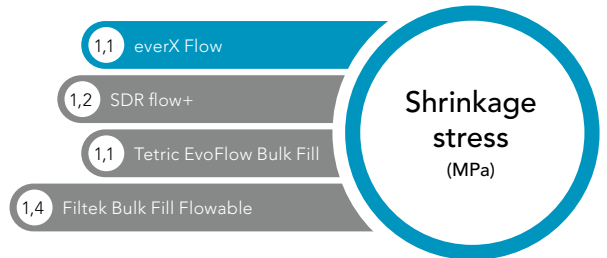 1,1 everX Flow
1,2 SDR flow+
1,1 Tetric EvoFlow Bulk Fill
1,4 Filtek Bulk Fill Flowable
Shrinkage
stress
(MPa)